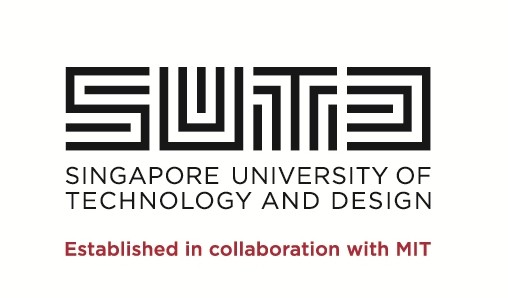 SUTD
SINGAPORE UNIVERSITY OF
TECHNOLOGY AND DESIGN
Established in collaboration with MIT